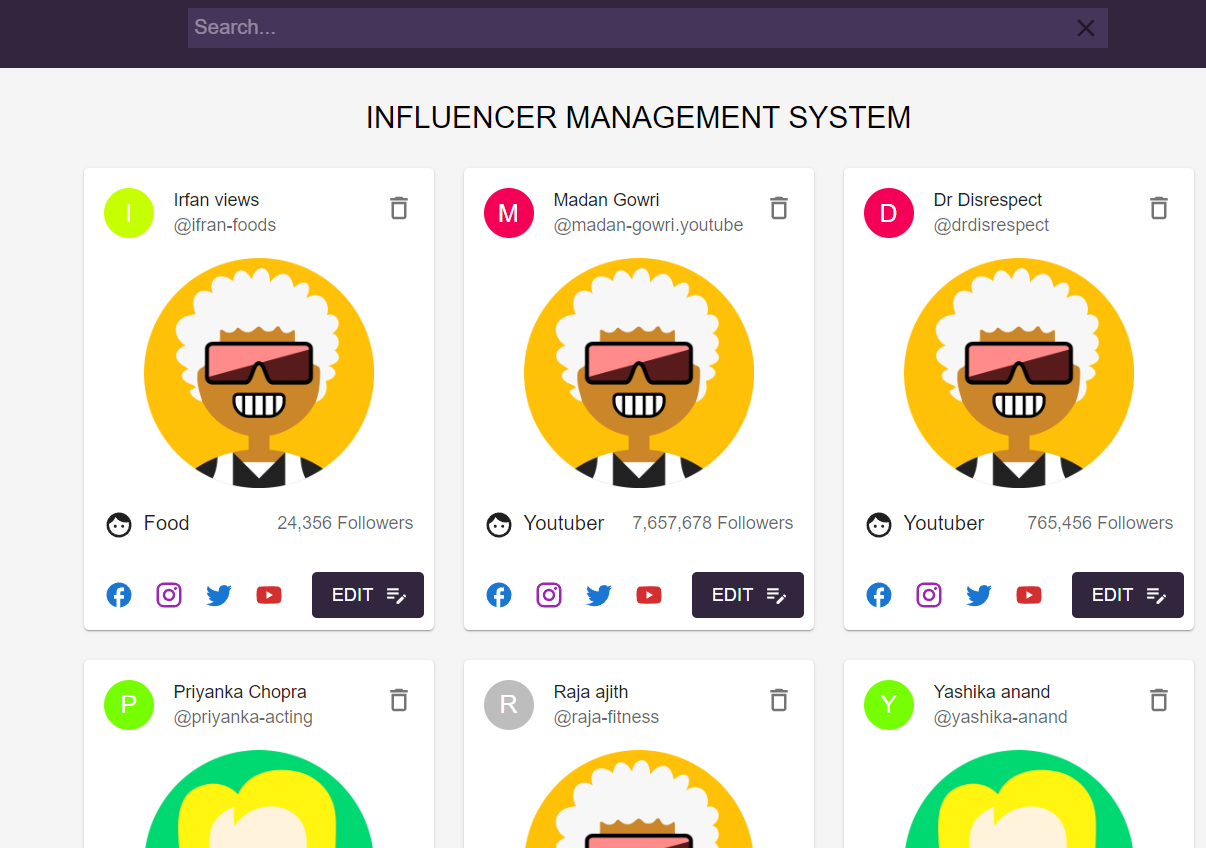 Search...
INFLUENCER MANAGEMENT SYSTEM
I
Irfan views
@ifran-foods
Food
24,356 Followers
EDIT
M
Madan Gowri
@madan-gowri.youtube
Youtuber
7,657,678 Followers
EDIT
D
Dr Disrespect
@drdisrespect
Youtuber
765,456 Followers
EDIT
P
Priyanka Chopra
@priyanka-acting
R
Raja ajith
@raja-fitness
Y
Yashika anand
@yashika-anand